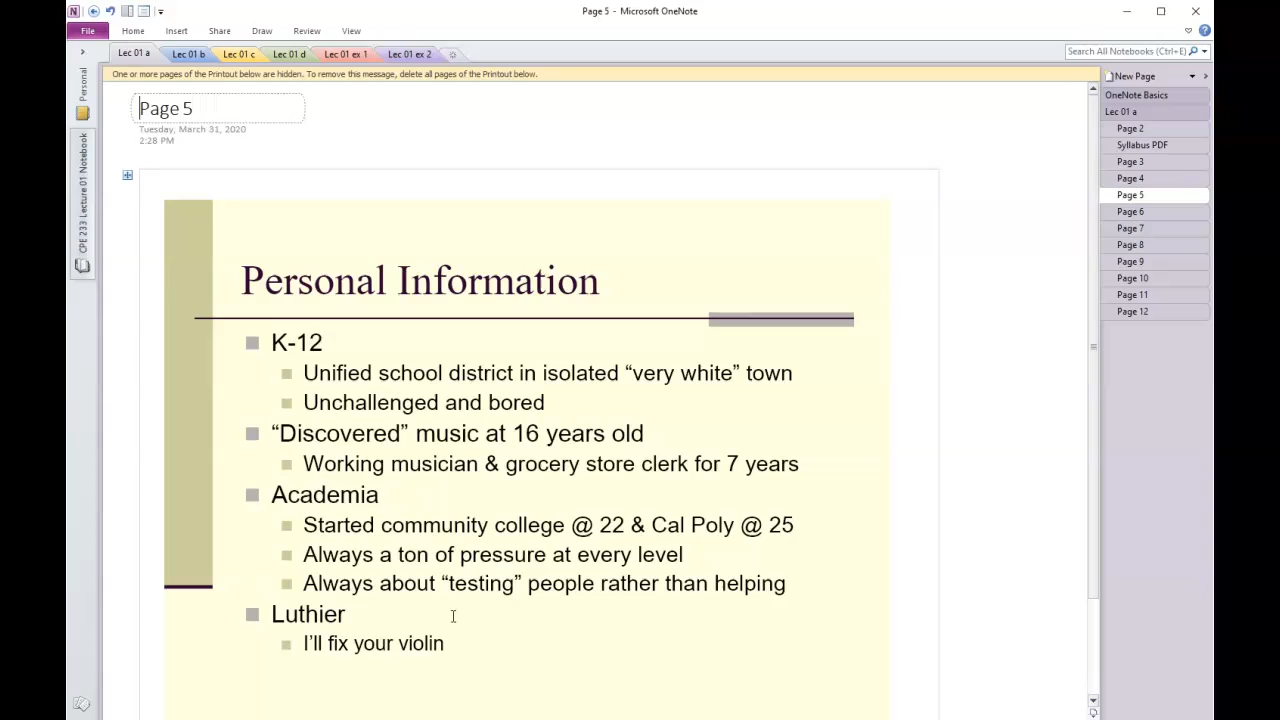 Page 5 - Microsoft OneNote
File Home Insert Share Draw Review View
Lec 01 a Lec 01 b Lec 01 c Lec 01 d Lec 01 ex 1 Lec 01 ex 2
Search All Notebooks (Ctrl+E)
One or more pages of the Printout below are hidden. To remove this message, delete all pages of the Printout below.
New Page
Personal
CPE 233 Lecture 01 Notebook
Page 5
Tuesday, March 31, 2020
2:28 PM
Personal Information
K-12
Unified school district in isolated “very white” town
Unchallenged and bored
“Discovered” music at 16 years old
Working musician & grocery store clerk for 7 years
Academia
Started community college @ 22 & Cal Poly @ 25
Always a ton of pressure at every level
Always about “testing” people rather than helping
Luthier
I’ll fix your violin
OneNote Basics
Lec 01 a
Page 2
Syllabus PDF
Page 3
Page 4
Page 5
Page 6
Page 7
Page 8
Page 9
Page 10
Page 11
Page 12